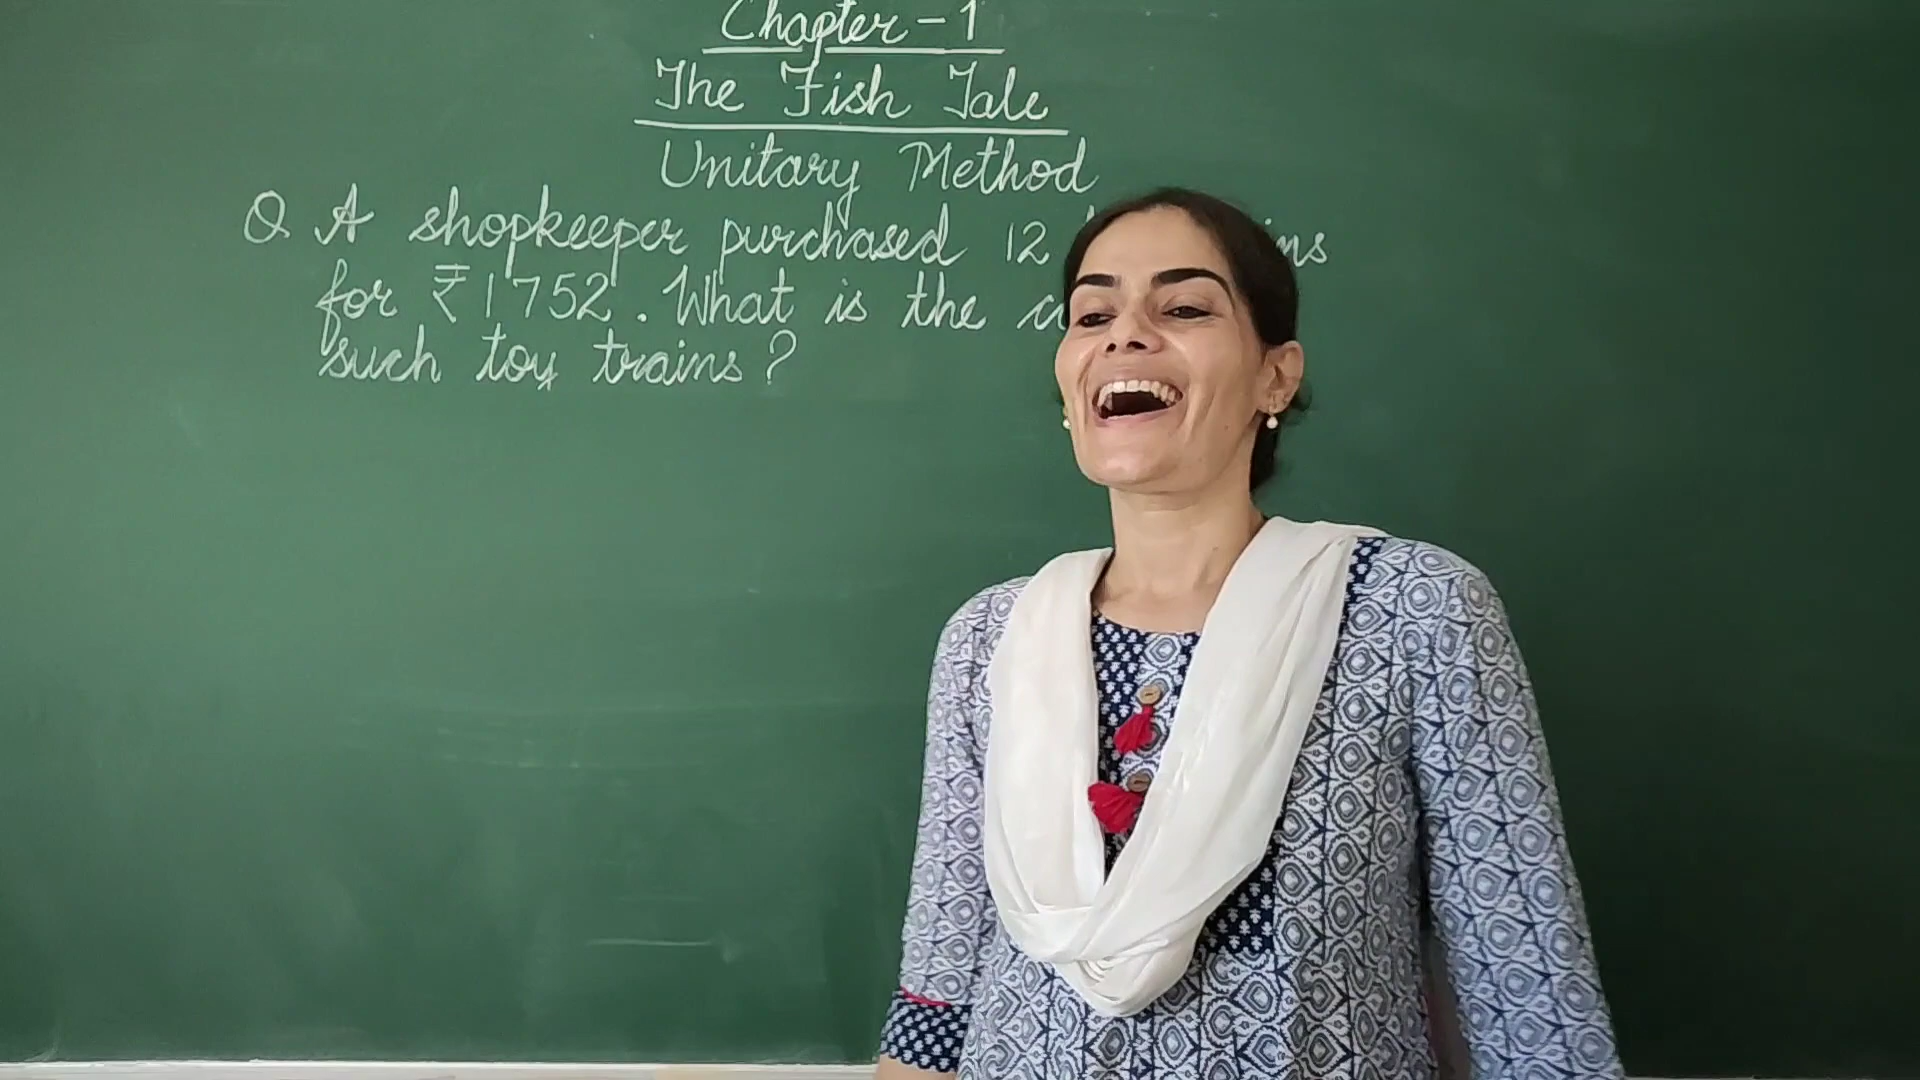 Chapter-1
The Fish Tale
Unitary Method
Q A shopkeeper purchased 12
for ₹1752. What is the
such toy trains?